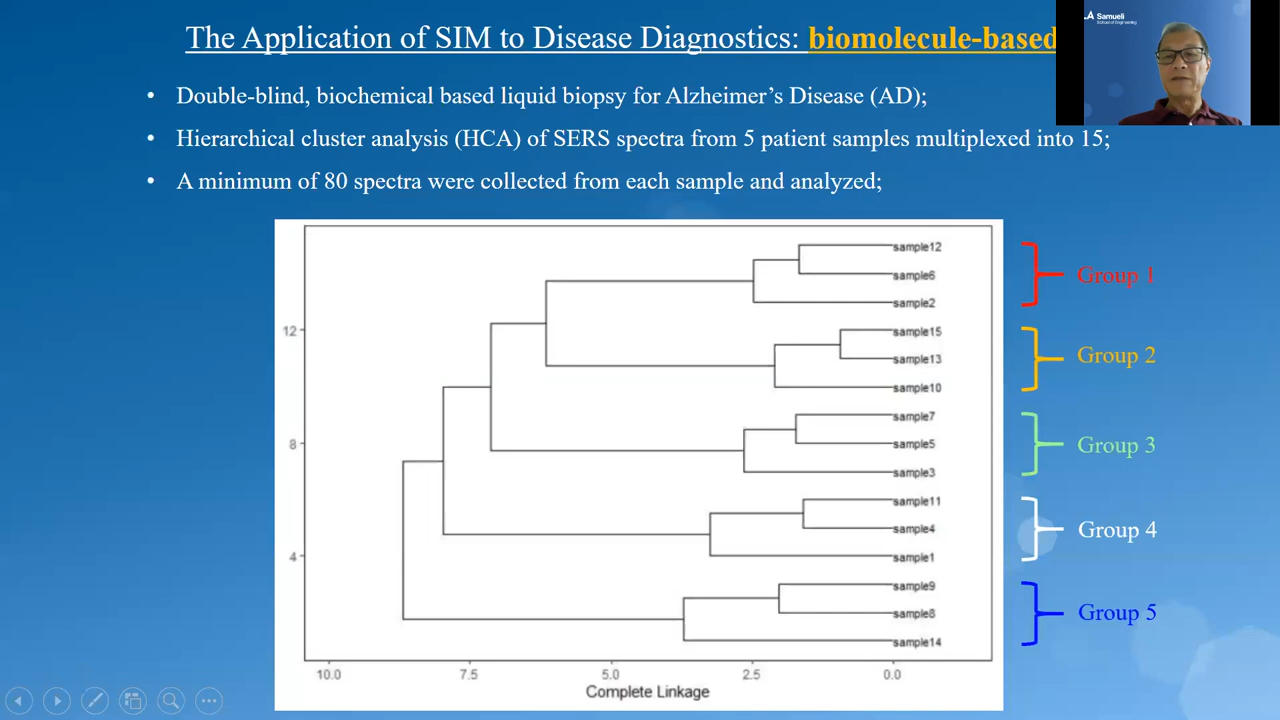 The Application of SIM to Disease Diagnostics: biomolecule-based
Samueli
School of Engineering
• Double-blind, biochemical based liquid biopsy for Alzheimer’s Disease (AD);
• Hierarchical cluster analysis (HCA) of SERS spectra from 5 patient samples multiplexed into 15;
• A minimum of 80 spectra were collected from each sample and analyzed;
sample12
sample6
sample2
Group 1
sample15
sample13
sample10
Group 2
sample7
sample5
sample3
Group 3
sample11
sample4
sample1
Group 4
sample9
sample8
sample14
Group 5
12
8
4
10.0 7.5 5.0 2.5 0.0
Complete Linkage